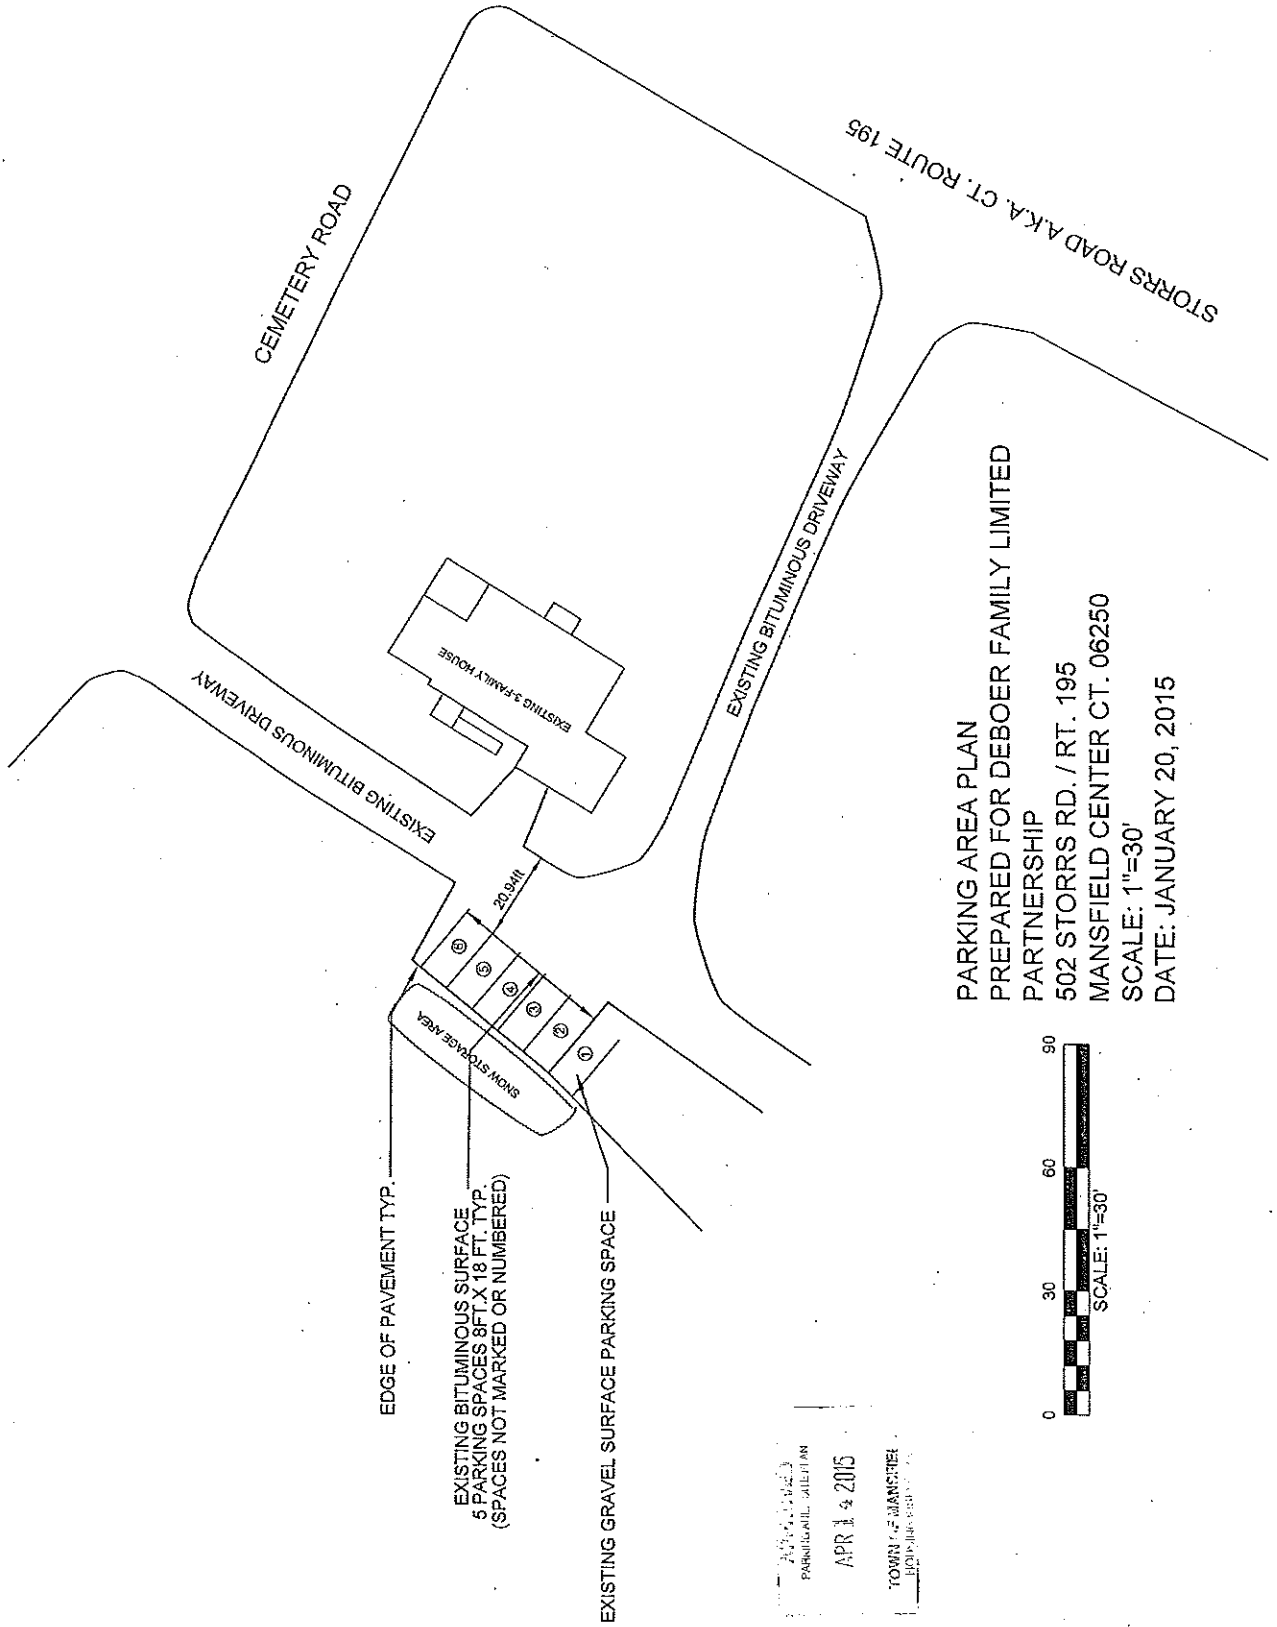 CEMETERY ROAD
STORRS ROAD A.K.A. CT. ROUTE 195
EXISTING BITUMINOUS DRIVEWAY
EXISTING 3-FAMILY HOUSE
EXISTING BITUMINOUS DRIVEWAY
20.94ft
6
5
4
3
2
1
SNOW STORAGE AREA
EDGE OF PAVEMENT TYP.
EXISTING BITUMINOUS SURFACE
5 PARKING SPACES 8FT.X 18 FT. TYP.
(SPACES NOT MARKED OR NUMBERED)
EXISTING GRAVEL SURFACE PARKING SPACE
PARKING AREA PLAN
PREPARED FOR DEBOER FAMILY LIMITED
PARTNERSHIP
502 STORRS RD. / RT. 195
MANSFIELD CENTER CT. 06250
SCALE: 1"=30'
DATE: JANUARY 20, 2015
0 30 60 90
SCALE: 1"=30'
APR 14 2015
TOWN OF MANSFIELD